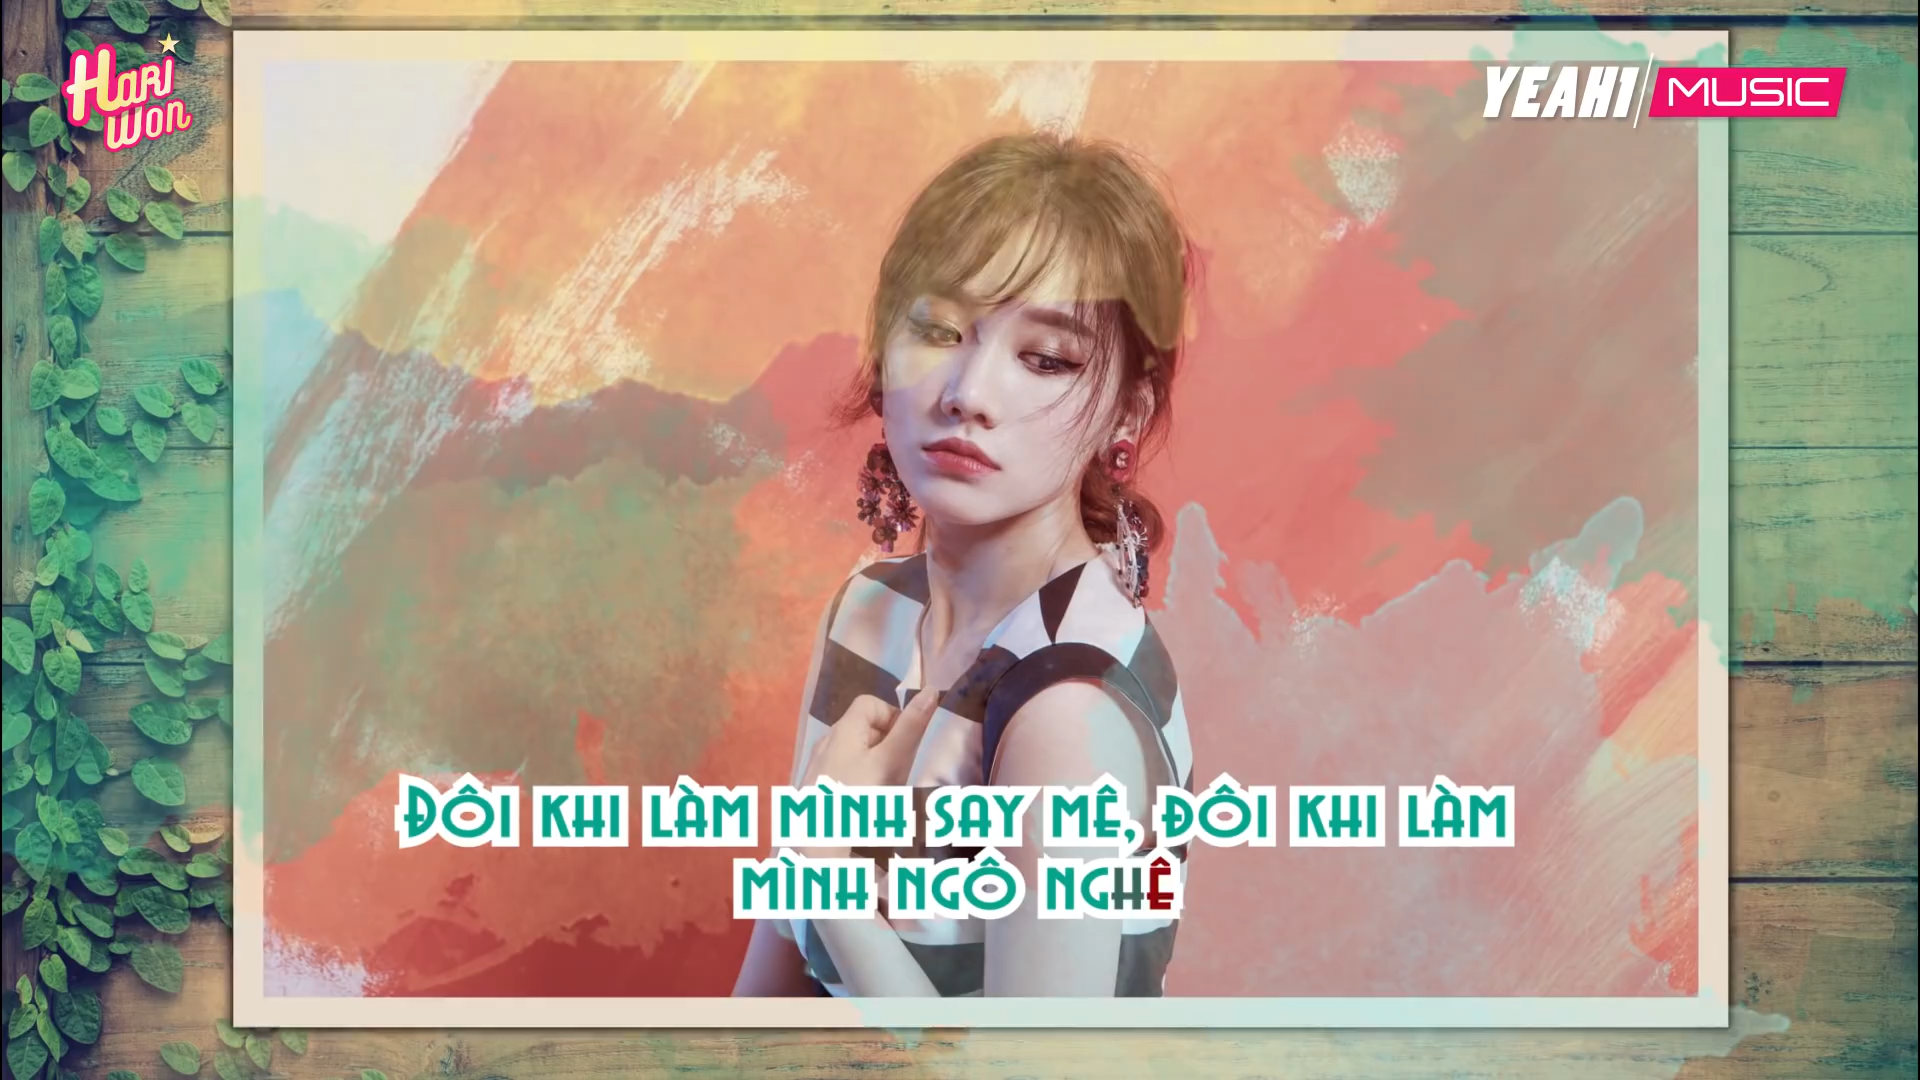 HARI
WON
YEAH1 MUSIC
ĐÔI KHI LÀM MÌNH SAY MÊ, ĐÔI KHI LÀM
MÌNH NGÔ NGHÊ